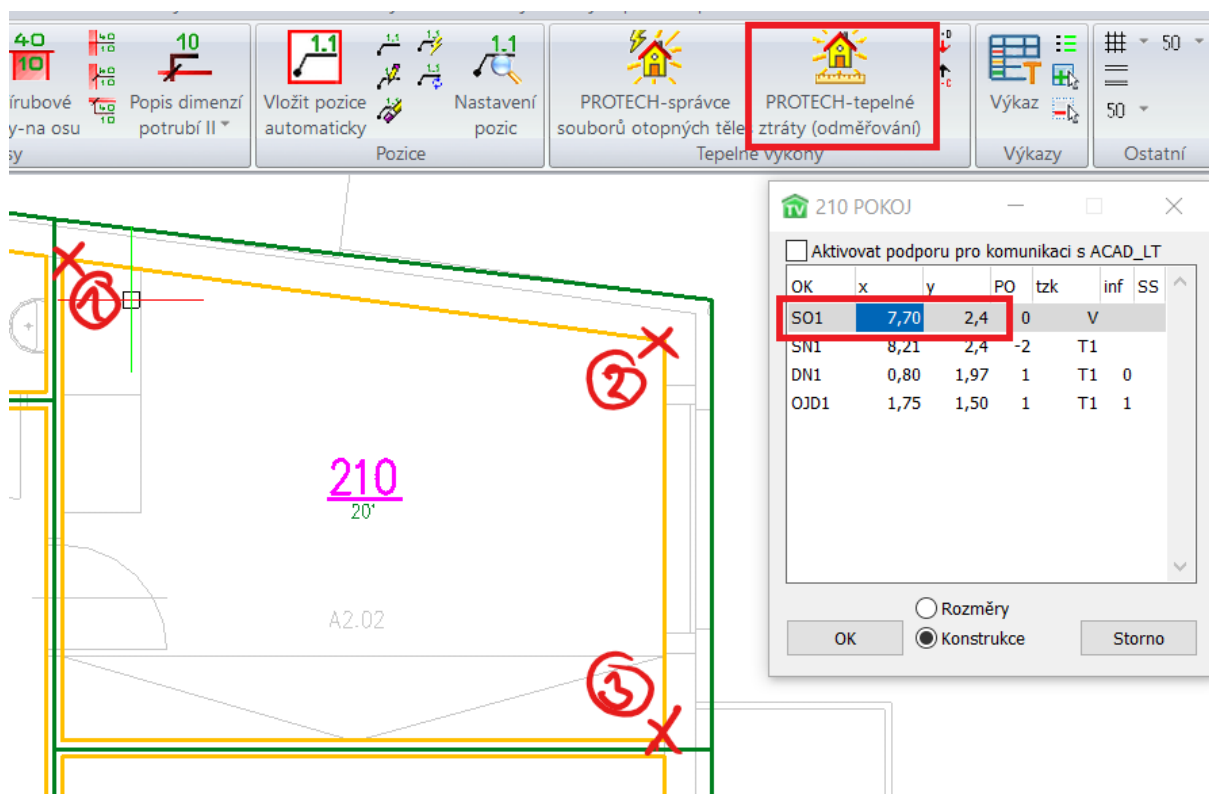 40
10
10
1.1
1.1
1.1
50
írubové
y-na osu
Popis dimenzí
potrubí II
Vložit pozice
automaticky
Nastavení
pozic
PROTECH-správce
souborů otopných těles
PROTECH-tepelné
ztráty (odměřování)
Výkaz
50
sy
Pozice
Tepelné výkony
Výkazy
Ostatní
TV 210 POKOJ
Aktivovat podporu pro komunikaci s ACAD_LT
OK x y PO tzk inf SS
SO1 7,70 2,4 0 V
SN1 8,21 2,4 -2 T1
DN1 0,80 1,97 1 T1 0
OJD1 1,75 1,50 1 T1 1
Rozměry
OK Konstrukce Storno
1
2
210
20°
A2.02
3